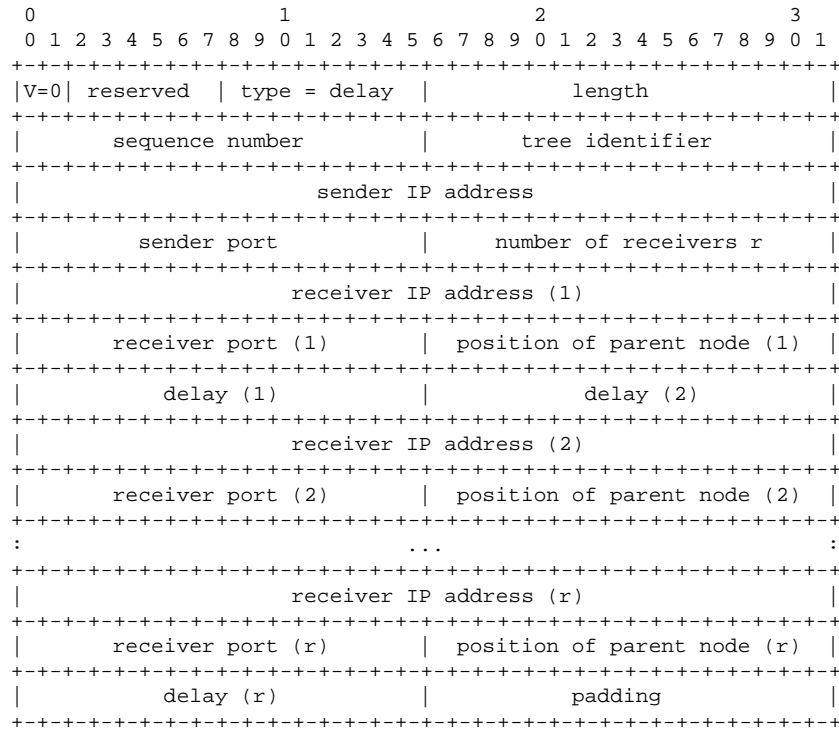 0                   1                   2                   3
 0 1 2 3 4 5 6 7 8 9 0 1 2 3 4 5 6 7 8 9 0 1 2 3 4 5 6 7 8 9 0 1
+-+-+-+-+-+-+-+-+-+-+-+-+-+-+-+-+-+-+-+-+-+-+-+-+-+-+-+-+-+-+-+-+
|V=0| reserved  | type = delay  |           length              |
+-+-+-+-+-+-+-+-+-+-+-+-+-+-+-+-+-+-+-+-+-+-+-+-+-+-+-+-+-+-+-+-+
|       sequence number         |       tree identifier         |
+-+-+-+-+-+-+-+-+-+-+-+-+-+-+-+-+-+-+-+-+-+-+-+-+-+-+-+-+-+-+-+-+
|                       sender IP address                       |
+-+-+-+-+-+-+-+-+-+-+-+-+-+-+-+-+-+-+-+-+-+-+-+-+-+-+-+-+-+-+-+-+
|         sender port           |     number of receivers r     |
+-+-+-+-+-+-+-+-+-+-+-+-+-+-+-+-+-+-+-+-+-+-+-+-+-+-+-+-+-+-+-+-+
|                     receiver IP address (1)                   |
+-+-+-+-+-+-+-+-+-+-+-+-+-+-+-+-+-+-+-+-+-+-+-+-+-+-+-+-+-+-+-+-+
|       receiver port (1)       |  position of parent node (1)  |
+-+-+-+-+-+-+-+-+-+-+-+-+-+-+-+-+-+-+-+-+-+-+-+-+-+-+-+-+-+-+-+-+
|           delay (1)           |            delay (2)          |
+-+-+-+-+-+-+-+-+-+-+-+-+-+-+-+-+-+-+-+-+-+-+-+-+-+-+-+-+-+-+-+-+
|                     receiver IP address (2)                   |
+-+-+-+-+-+-+-+-+-+-+-+-+-+-+-+-+-+-+-+-+-+-+-+-+-+-+-+-+-+-+-+-+
|       receiver port (2)       |  position of parent node (2)  |
+-+-+-+-+-+-+-+-+-+-+-+-+-+-+-+-+-+-+-+-+-+-+-+-+-+-+-+-+-+-+-+-+
:                              ...                              :
+-+-+-+-+-+-+-+-+-+-+-+-+-+-+-+-+-+-+-+-+-+-+-+-+-+-+-+-+-+-+-+-+
|                     receiver IP address (r)                   |
+-+-+-+-+-+-+-+-+-+-+-+-+-+-+-+-+-+-+-+-+-+-+-+-+-+-+-+-+-+-+-+-+
|       receiver port (r)       |  position of parent node (r)  |
+-+-+-+-+-+-+-+-+-+-+-+-+-+-+-+-+-+-+-+-+-+-+-+-+-+-+-+-+-+-+-+-+
|           delay (r)           |           padding             |
+-+-+-+-+-+-+-+-+-+-+-+-+-+-+-+-+-+-+-+-+-+-+-+-+-+-+-+-+-+-+-+-+